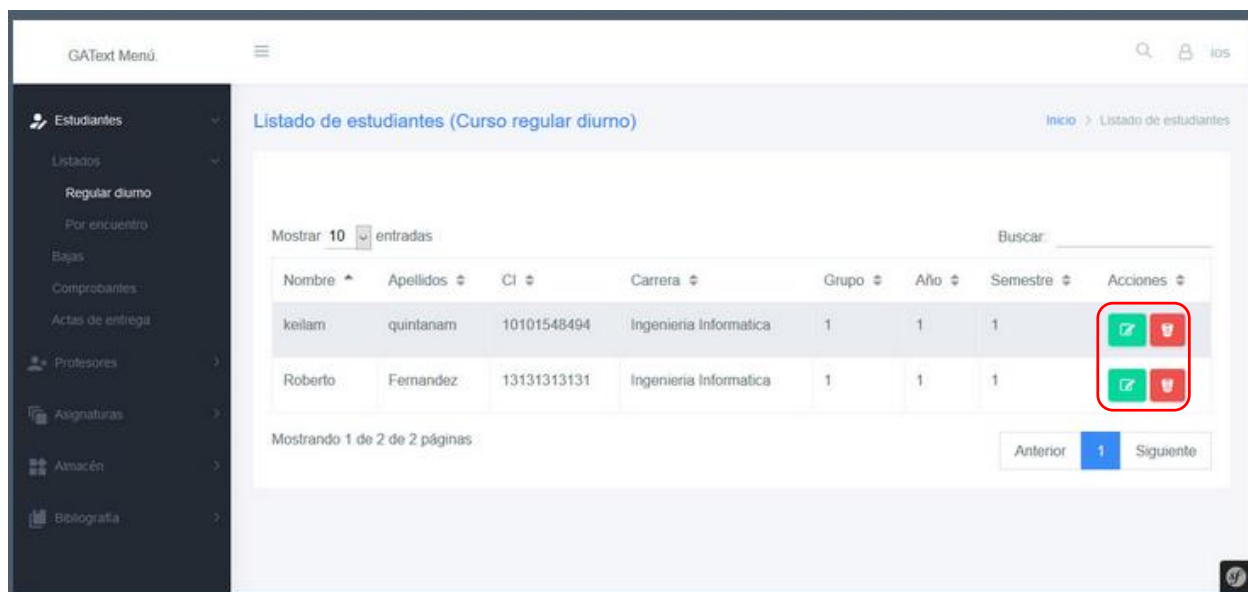 GAText Menú.
ios
Estudiantes
Listado de estudiantes (Curso regular diurno)
Inicio > Listado de estudiantes
Listados
Regular diurno
Por encuentro
Mostrar 10 entradas
Buscar:
Bajas
Nombre Apellidos CI Carrera Grupo Año Semestre Acciones
Comprobantes
Actas de entrega
keilam quintanam 10101548494 Ingenieria Informatica 1 1 1
Profesores
Roberto Fernandez 13131313131 Ingenieria Informatica 1 1 1
Asignaturas
Mostrando 1 de 2 de 2 páginas
Anterior 1 Siguiente
Almacén
Bibliografía
sf